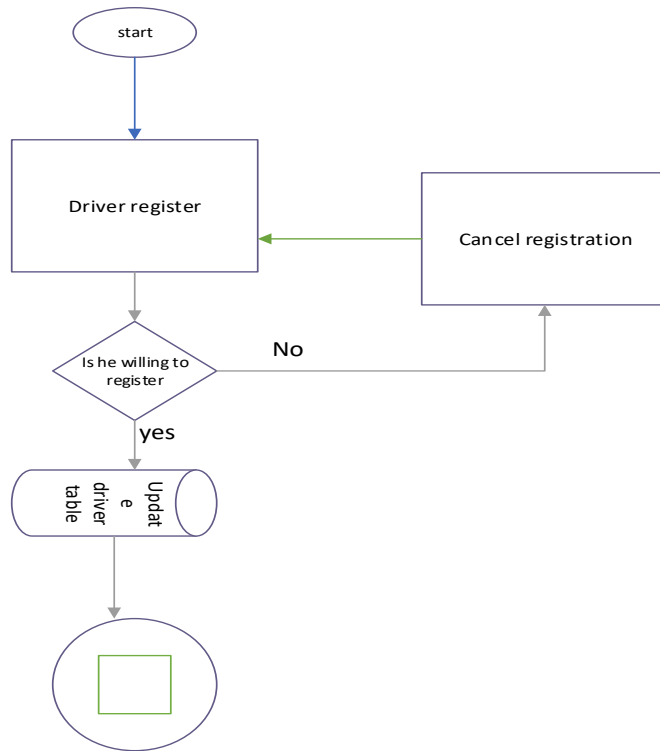 start
Driver register
Cancel registration
Is he willing to
register
No
yes
Updat
e
driver
table